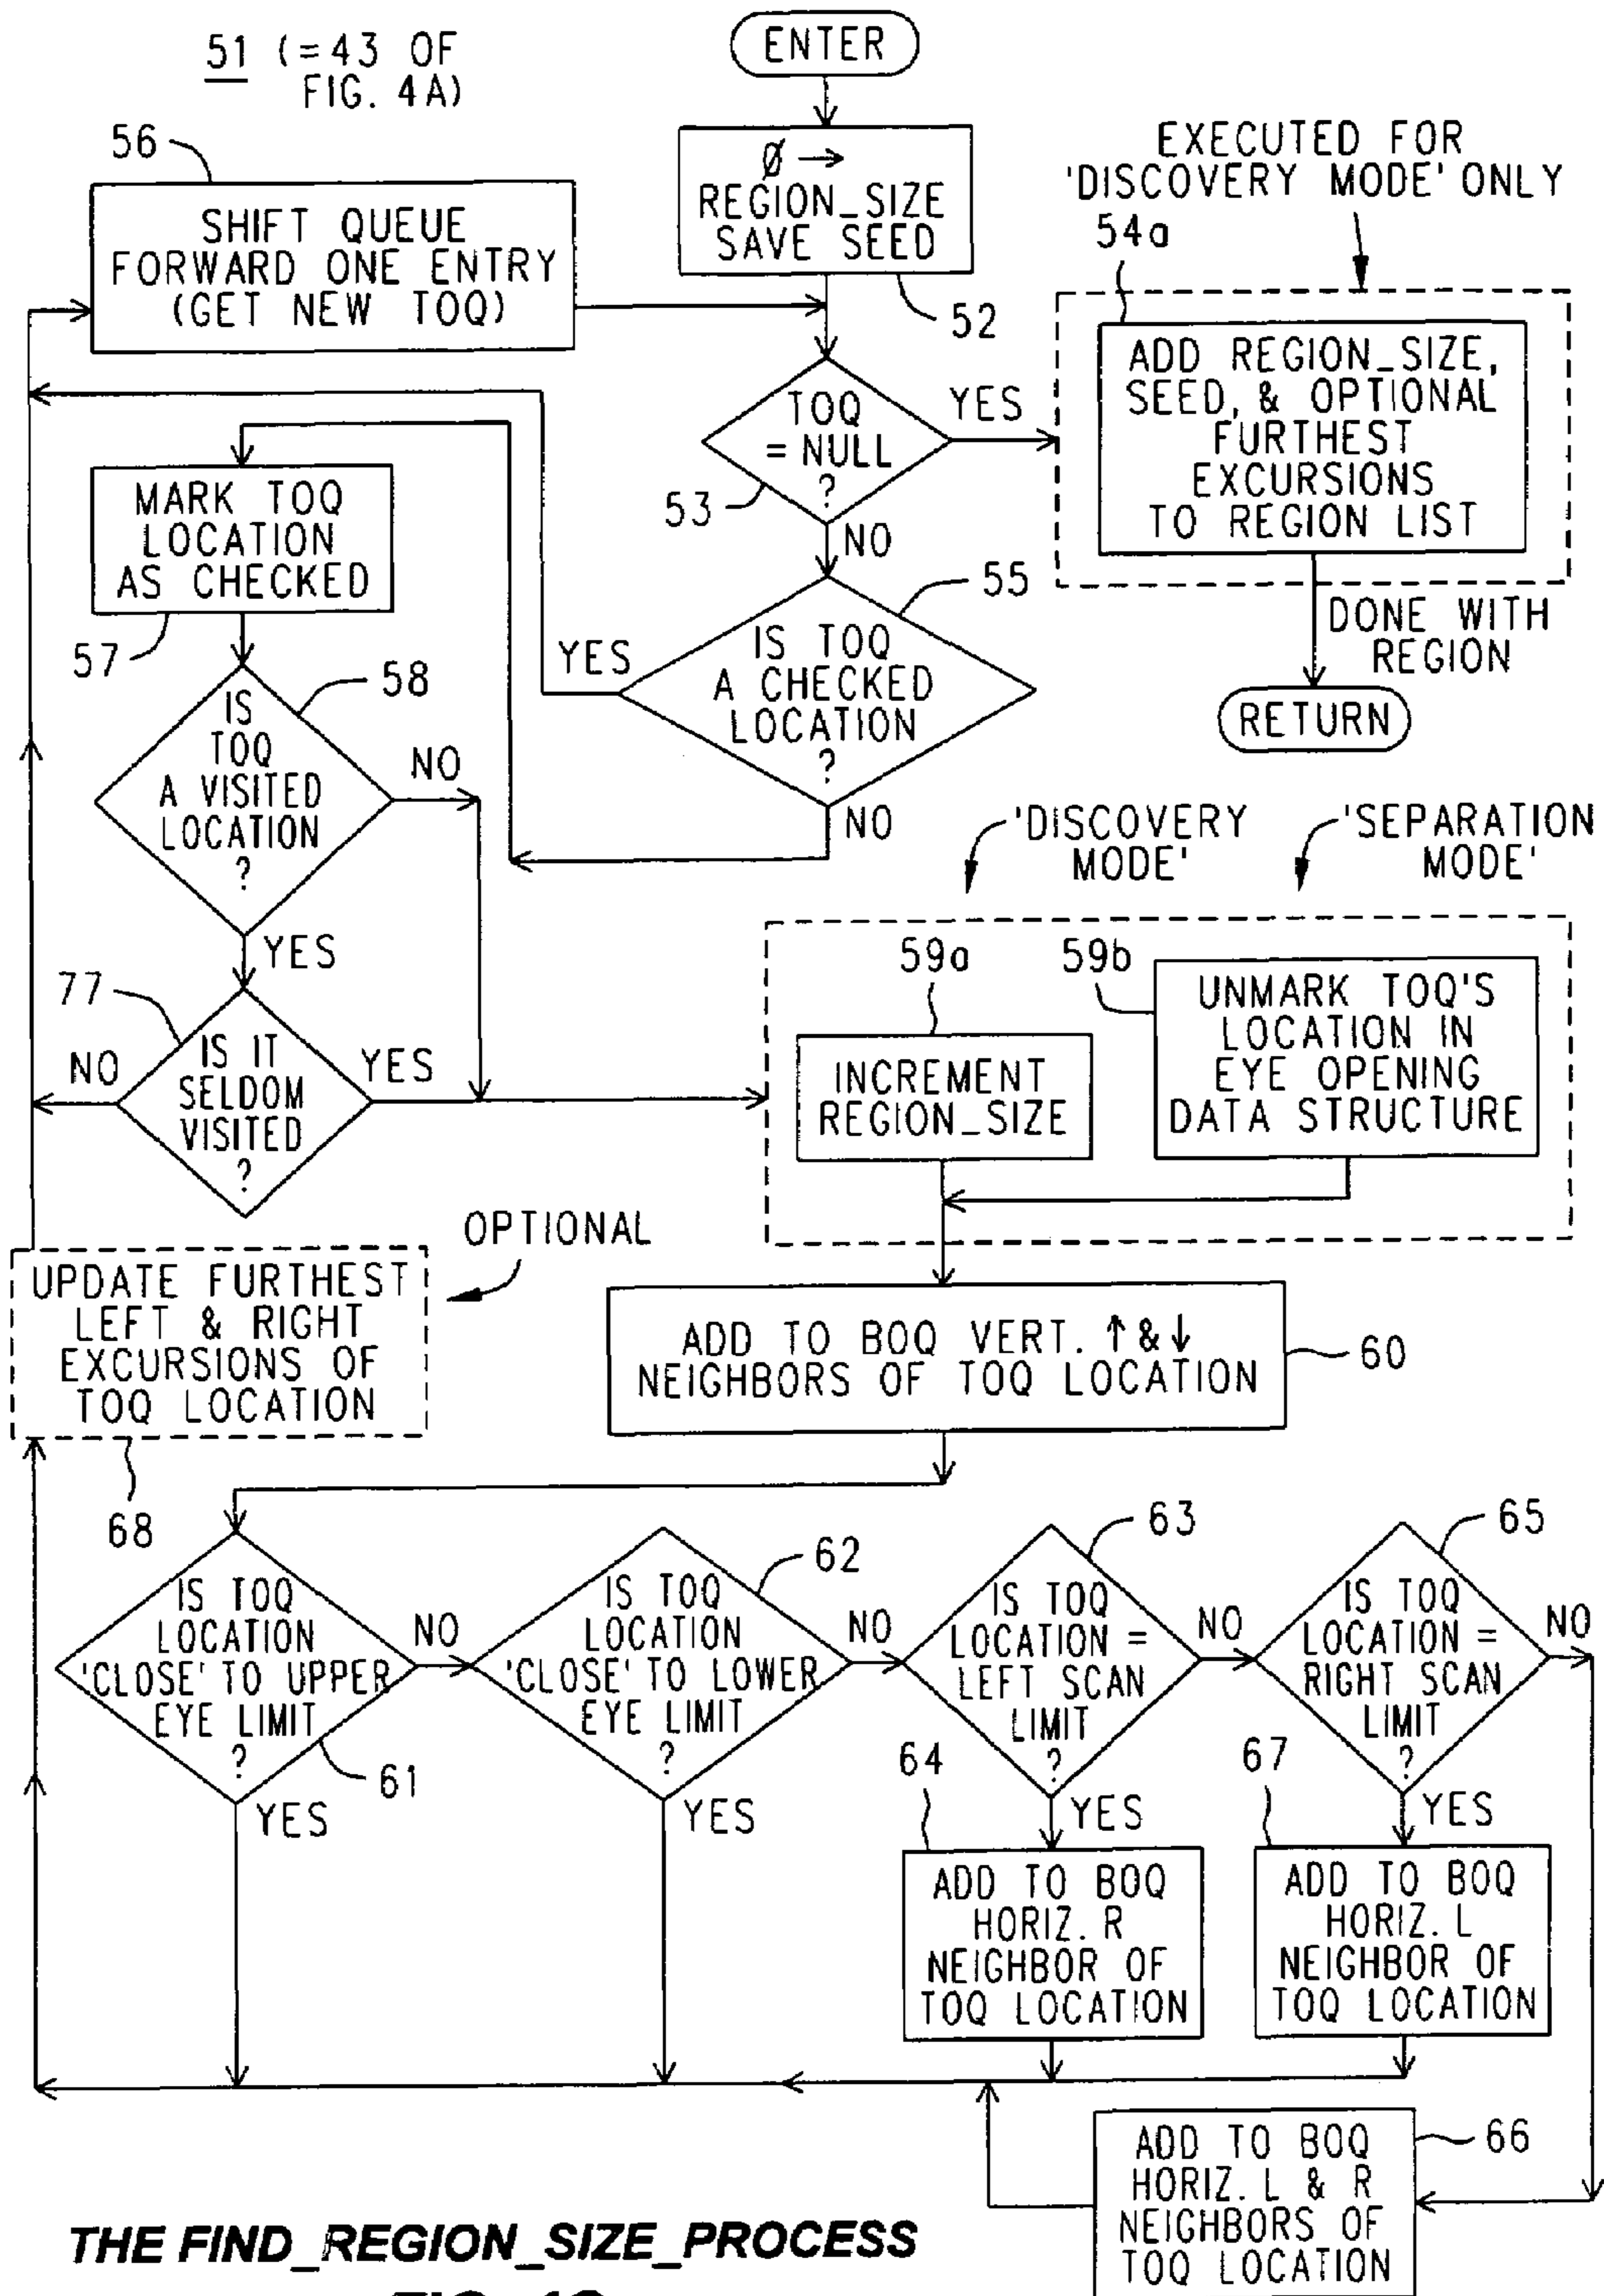 51 (=43 OF
FIG. 4A)
ENTER
Ø →
REGION_SIZE
SAVE SEED
52
56
SHIFT QUEUE
FORWARD ONE ENTRY
(GET NEW TOQ)
EXECUTED FOR
'DISCOVERY MODE' ONLY
54a
ADD REGION_SIZE,
SEED, & OPTIONAL
FURTHEST
EXCURSIONS
TO REGION LIST
TOQ
= NULL
?
YES
53
NO
DONE WITH
REGION
RETURN
MARK TOQ
LOCATION
AS CHECKED
57
55
IS TOQ
A CHECKED
LOCATION
?
YES
NO
58
IS
TOQ
A VISITED
LOCATION
?
NO
YES
77
IS IT
SELDOM
VISITED
?
NO
YES
'DISCOVERY
MODE'
'SEPARATION
MODE'
59a
INCREMENT
REGION_SIZE
59b
UNMARK TOQ'S
LOCATION IN
EYE OPENING
DATA STRUCTURE
OPTIONAL
UPDATE FURTHEST
LEFT & RIGHT
EXCURSIONS OF
TOQ LOCATION
68
ADD TO BOQ VERT. ↑&↓
NEIGHBORS OF TOQ LOCATION
60
IS TOQ
LOCATION
'CLOSE' TO UPPER
EYE LIMIT
?
61
NO
YES
62
IS TOQ
LOCATION
'CLOSE' TO LOWER
EYE LIMIT
?
NO
YES
63
IS TOQ
LOCATION =
LEFT SCAN
LIMIT
?
NO
YES
65
IS TOQ
LOCATION =
RIGHT SCAN
LIMIT
?
NO
YES
64
ADD TO BOQ
HORIZ. R
NEIGHBOR OF
TOQ LOCATION
67
ADD TO BOQ
HORIZ. L
NEIGHBOR OF
TOQ LOCATION
66
ADD TO BOQ
HORIZ. L & R
NEIGHBORS OF
TOQ LOCATION
THE FIND_REGION_SIZE_PROCESS